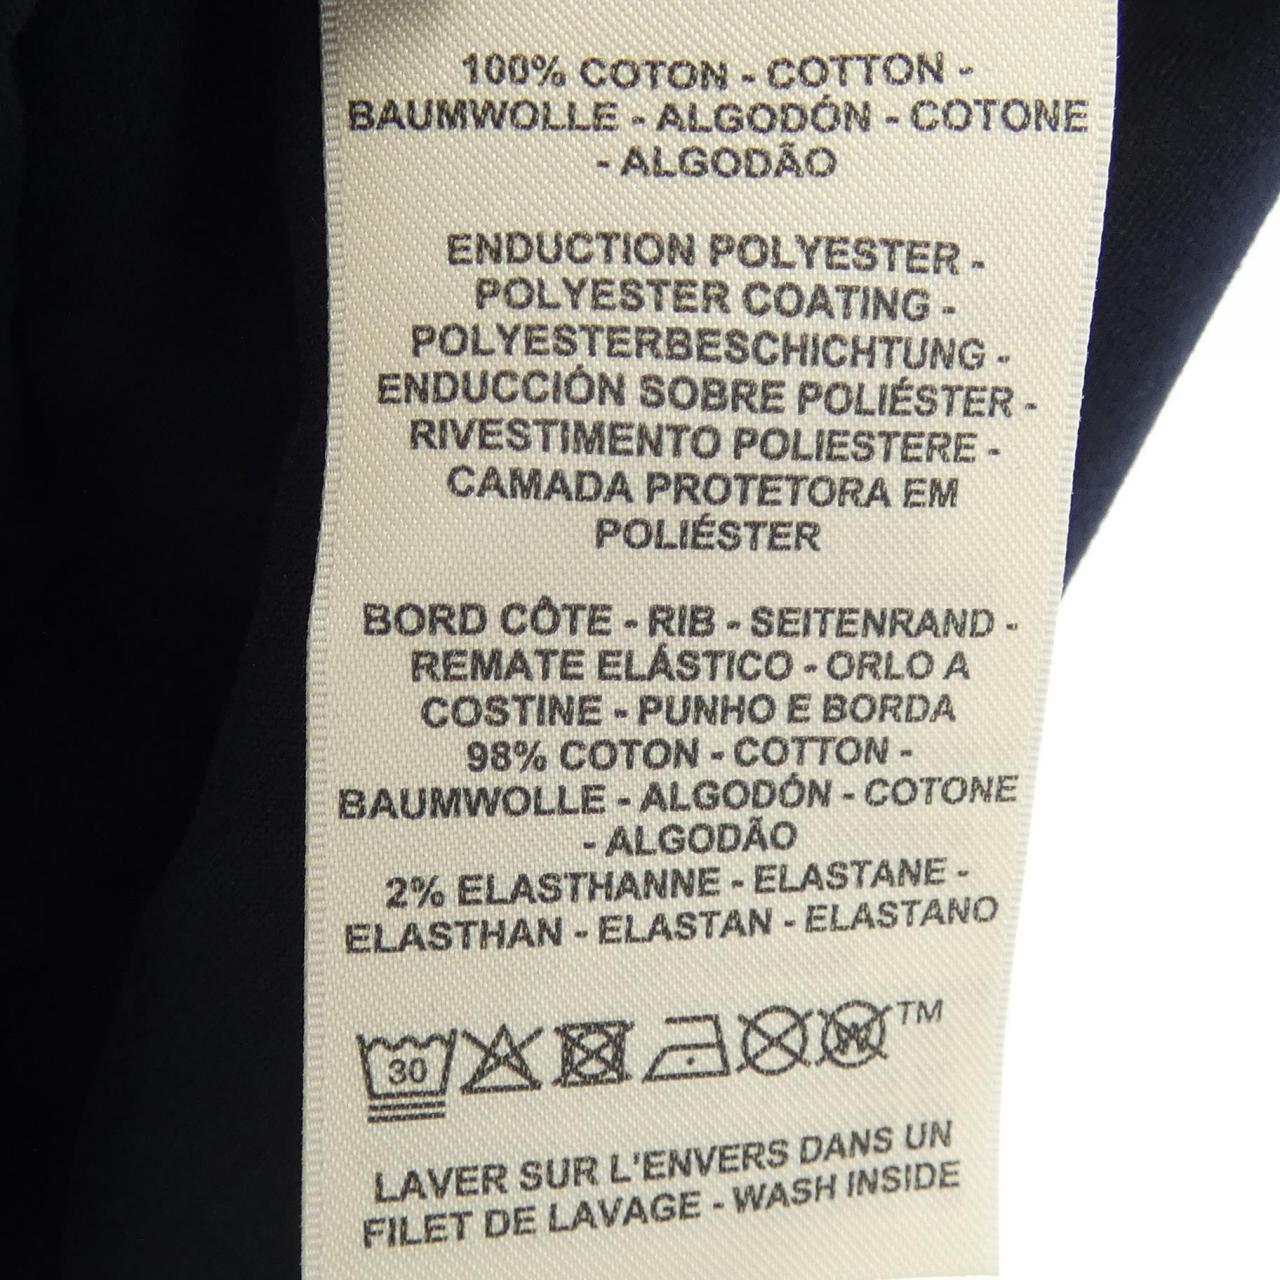 100% COTON - COTTON -
BAUMWOLLE - ALGODÓN - COTONE
- ALGODÃO
ENDUCTION POLYESTER -
POLYESTER COATING -
POLYESTERBESCHICHTUNG -
ENDUCCIÓN SOBRE POLIÉSTER -
RIVESTIMENTO POLIESTERE -
CAMADA PROTETORA EM
POLIÉSTER
BORD CÔTE - RIB - SEITENRAND -
REMATE ELÁSTICO - ORLO A
COSTINE - PUNHO E BORDA
98% COTON - COTTON -
BAUMWOLLE - ALGODÓN - COTONE
- ALGODÃO
2% ELASTHANNE - ELASTANE -
ELASTHAN - ELASTAN - ELASTANO
30 W TM
LAVER SUR L'ENVERS DANS UN
FILET DE LAVAGE - WASH INSIDE